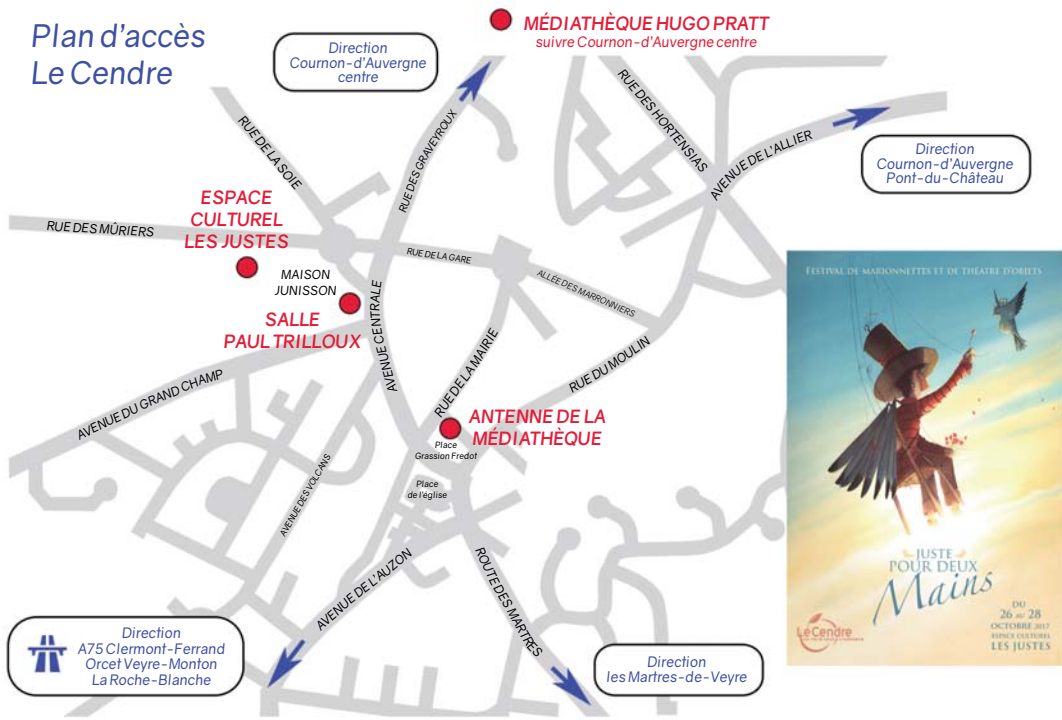 Plan d'accès
Le Cendre
Direction
Cournon-d'Auvergne
centre
MÉDIATHÈQUE HUGO PRATT
suivre Cournon-d'Auvergne centre
RUE DE LA SOIE
RUE DES GRAVEYROUX
RUE DES HORTENSIAS
AVENUE DE L'ALLIER
Direction
Cournon-d'Auvergne
Pont-du-Château
RUE DES MÛRIERS
ESPACE
CULTUREL
LES JUSTES
RUE DE LA GARE
ALLÉE DES MARRONNIERS
MAISON
JUNISSON
SALLE
PAUL TRILLOUX
AVENUE CENTRALE
RUE DE LA MAIRIE
RUE DU MOULIN
AVENUE DU GRAND CHAMP
ANTENNE DE LA
MÉDIATHÈQUE
Place
Grassion Fredot
Place
de l'église
AVENUE DES VOLCANS
AVENUE DE L'AUZON
ROUTE DES MARTRES
Direction
A75 Clermont-Ferrand
Orcet Veyre-Monton
La Roche-Blanche
Direction
les Martres-de-Veyre
FESTIVAL DE MARIONNETTES ET DE THÉÂTRE D'OBJETS
JUSTE
POUR DEUX
Mains
DU
26 AU 28
OCTOBRE 2017
ESPACE CULTUREL
LES JUSTES
Le Cendre